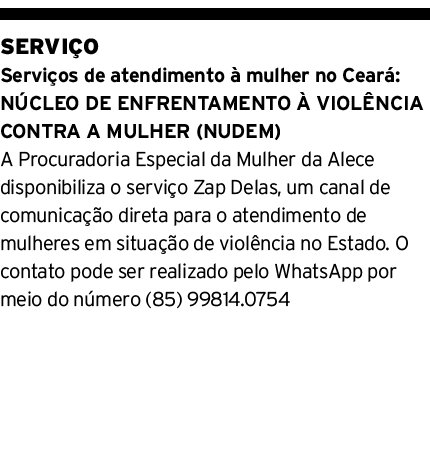 SERVIÇO
Serviços de atendimento à mulher no Ceará:
NÚCLEO DE ENFRENTAMENTO À VIOLÊNCIA
CONTRA A MULHER (NUDEM)
A Procuradoria Especial da Mulher da Alece
disponibiliza o serviço Zap Delas, um canal de
comunicação direta para o atendimento de
mulheres em situação de violência no Estado. O
contato pode ser realizado pelo WhatsApp por
meio do número (85) 99814.0754